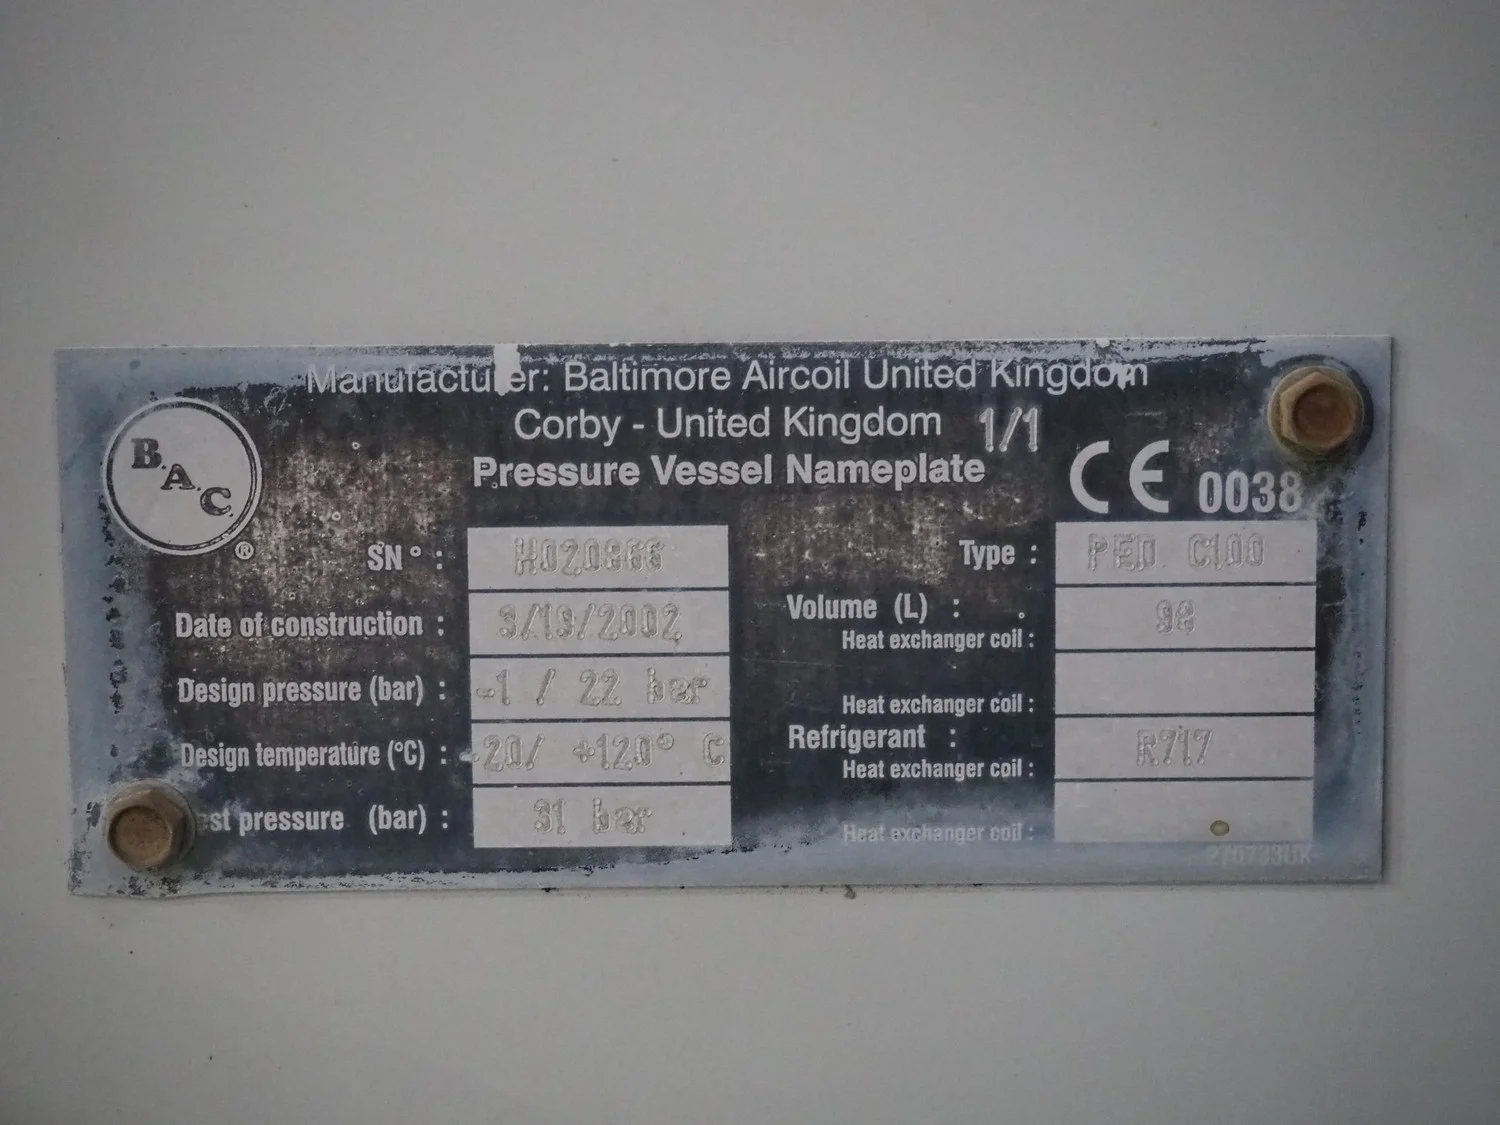 Manufacturer: Baltimore Aircoil United Kingdom
Corby - United Kingdom 1/1
Pressure Vessel Nameplate
B.A.C. ®
CE 0038
SN° : H020866
Type : PED C100
Date of construction : 3/19/2002
Volume (L) : 98
Heat exchanger coil :
Design pressure (bar) : -1 / 22 bar
Heat exchanger coil :
Design temperature (°C) : -20/ +120° C
Refrigerant : R717
Heat exchanger coil :
pressure (bar) : 31 bar
Heat exchanger coil :